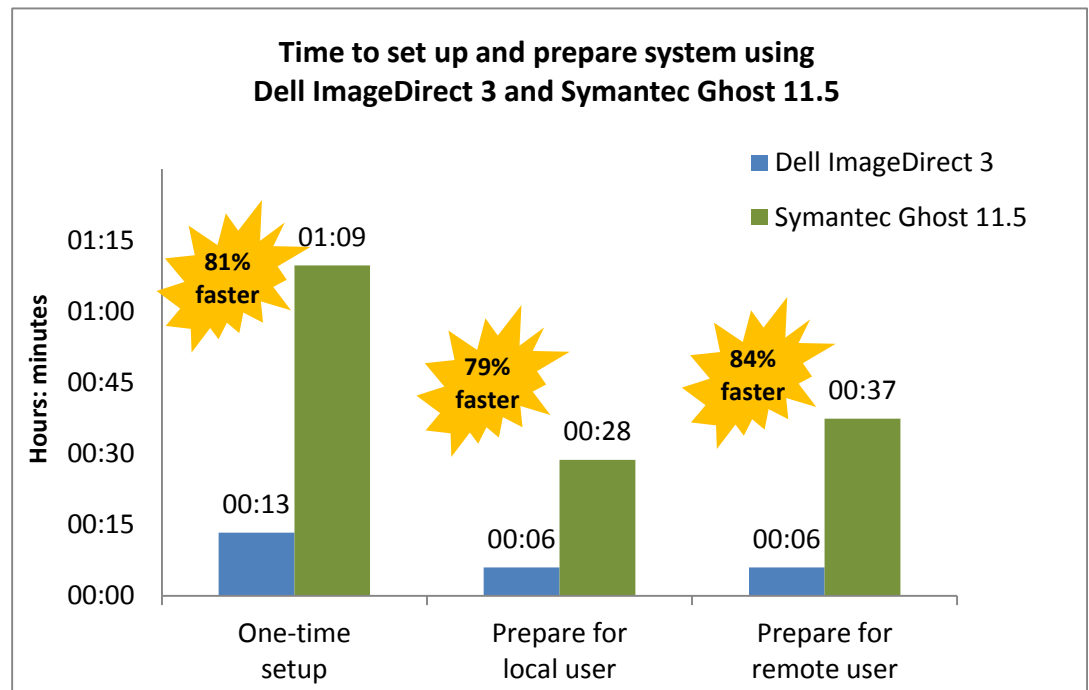 Time to set up and prepare system using
Dell ImageDirect 3 and Symantec Ghost 11.5
Dell ImageDirect 3
Symantec Ghost 11.5
Hours: minutes
01:15
01:00
00:45
00:30
00:15
00:00
81%
faster
01:09
00:13
79%
faster
00:28
00:06
84%
faster
00:37
00:06
One-time
setup
Prepare for
local user
Prepare for
remote user